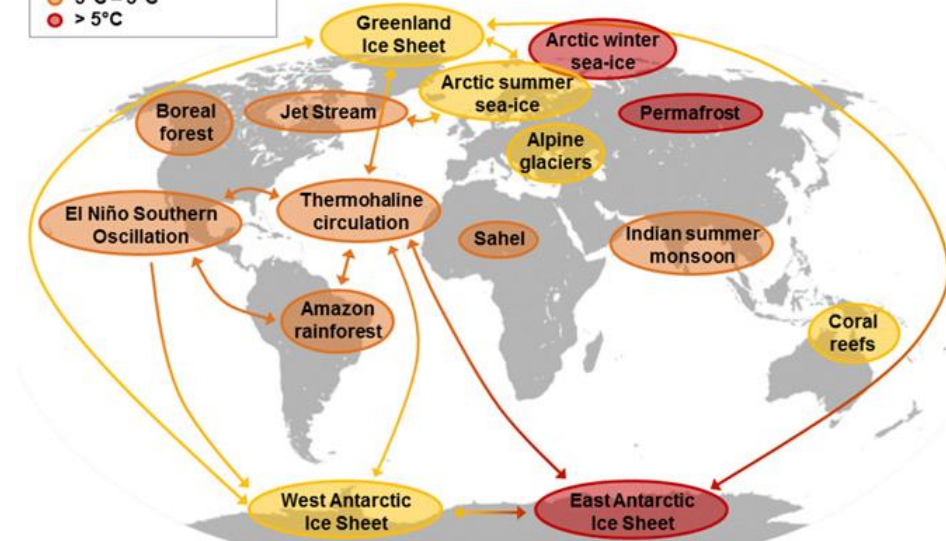 > 5°C
Greenland
Ice Sheet
Arctic winter
sea-ice
Arctic summer
sea-ice
Boreal
forest
Jet Stream
Permafrost
Alpine
glaciers
El Niño Southern
Oscillation
Thermohaline
circulation
Sahel
Indian summer
monsoon
Amazon
rainforest
Coral
reefs
West Antarctic
Ice Sheet
East Antarctic
Ice Sheet